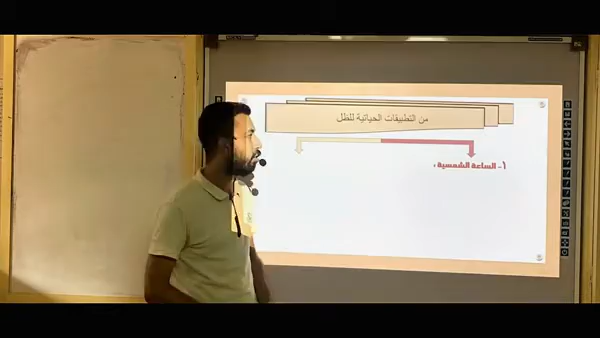 من التطبيقات الحياتية للظل
١- الساعة الشمسية :